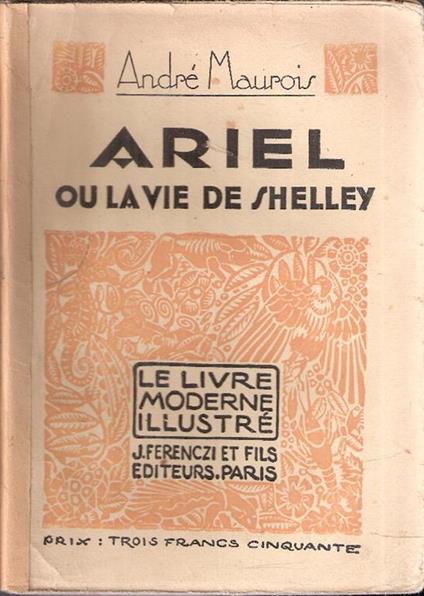 André Maurois
ARIEL
OU LA VIE DE SHELLEY
LE LIVRE
MODERNE
ILLUSTRÉ
J. FERENCZI ET FILS
EDITEURS. PARIS
PRIX : TROIS FRANCS CINQUANTE